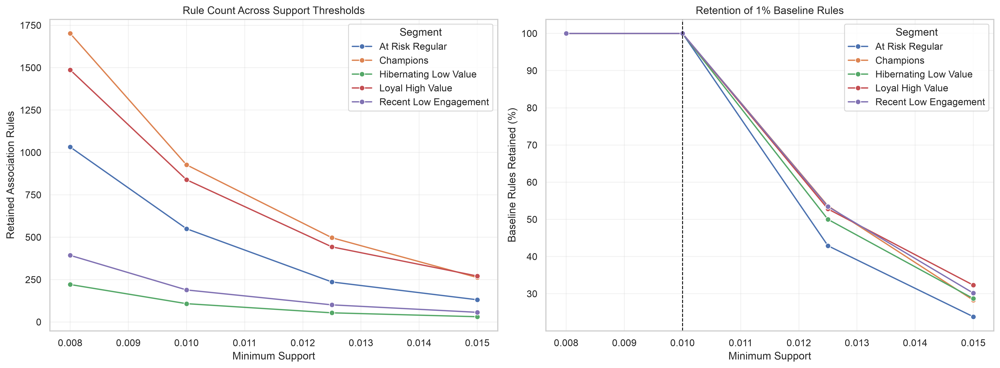 Rule Count Across Support Thresholds
1750
1500
1250
1000
750
500
250
0
Retained Association Rules
Segment
At Risk Regular
Champions
Hibernating Low Value
Loyal High Value
Recent Low Engagement
0.008 0.009 0.010 0.011 0.012 0.013 0.014 0.015
Minimum Support
Retention of 1% Baseline Rules
100
90
80
70
60
50
40
30
Baseline Rules Retained (%)
Segment
At Risk Regular
Champions
Hibernating Low Value
Loyal High Value
Recent Low Engagement
0.008 0.009 0.010 0.011 0.012 0.013 0.014 0.015
Minimum Support